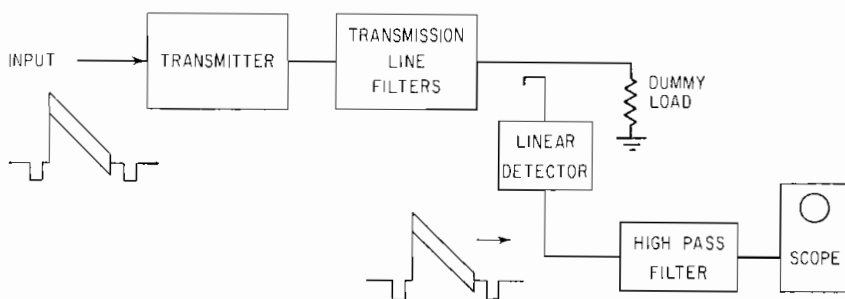 INPUT
TRANSMITTER
TRANSMISSION
LINE
FILTERS
DUMMY
LOAD
LINEAR
DETECTOR
HIGH PASS
FILTER
SCOPE